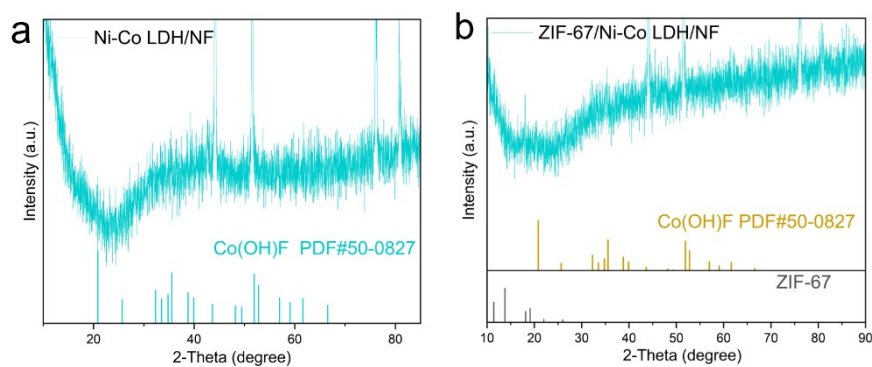 a
Ni-Co LDH/NF
Intensity (a.u.)
Co(OH)F PDF#50-0827
20 40 60 80
2-Theta (degree)
b
ZIF-67/Ni-Co LDH/NF
Intensity (a.u.)
Co(OH)F PDF#50-0827
ZIF-67
10 20 30 40 50 60 70 80 90
2-Theta (degree)